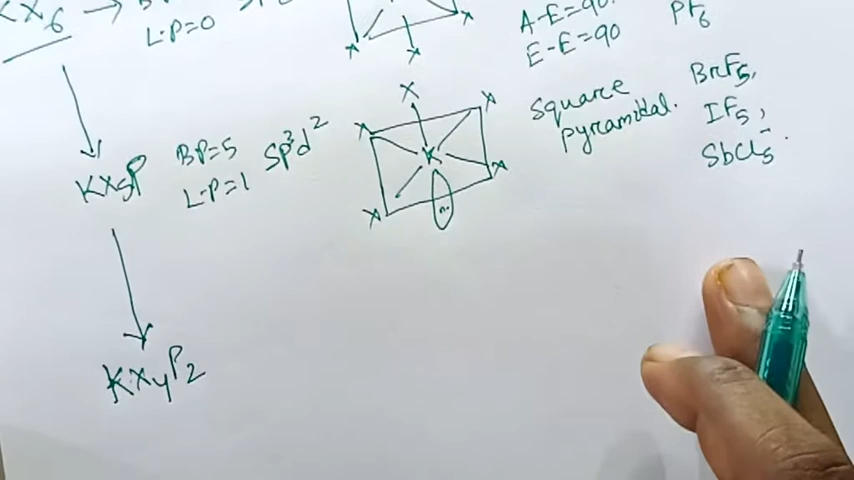 KX6 →
L.P=0
A-E=90
E-E=90
PF6
X
X
X
KX5P
BP=5
L.P=1
sp3d2
X
X
X
K
X
X
Square
pyramidal.
BrF5,
IF5,
SbCl5
KX4P2